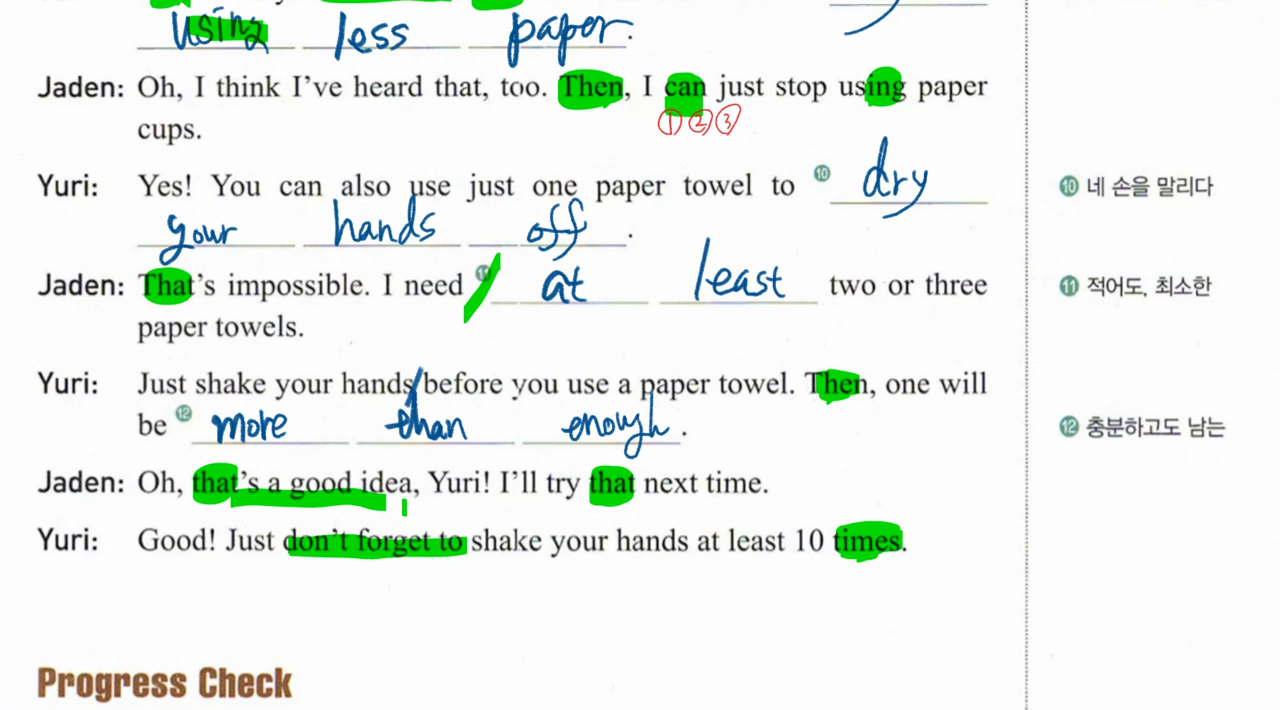 using less paper.
Jaden: Oh, I think I've heard that, too. Then, I can just stop using paper
① ② ③
cups.
Yuri: Yes! You can also use just one paper towel to ⑩ dry
⑩ 네 손을 말리다
your hands off.
Jaden: That's impossible. I need ⑪ at least two or three
⑪ 적어도, 최소한
paper towels.
Yuri: Just shake your hands/before you use a paper towel. Then, one will
be ⑫ more than enough.
⑫ 충분하고도 남는
Jaden: Oh, that's a good idea, Yuri! I'll try that next time.
Yuri: Good! Just don't forget to shake your hands at least 10 times.
Progress Check